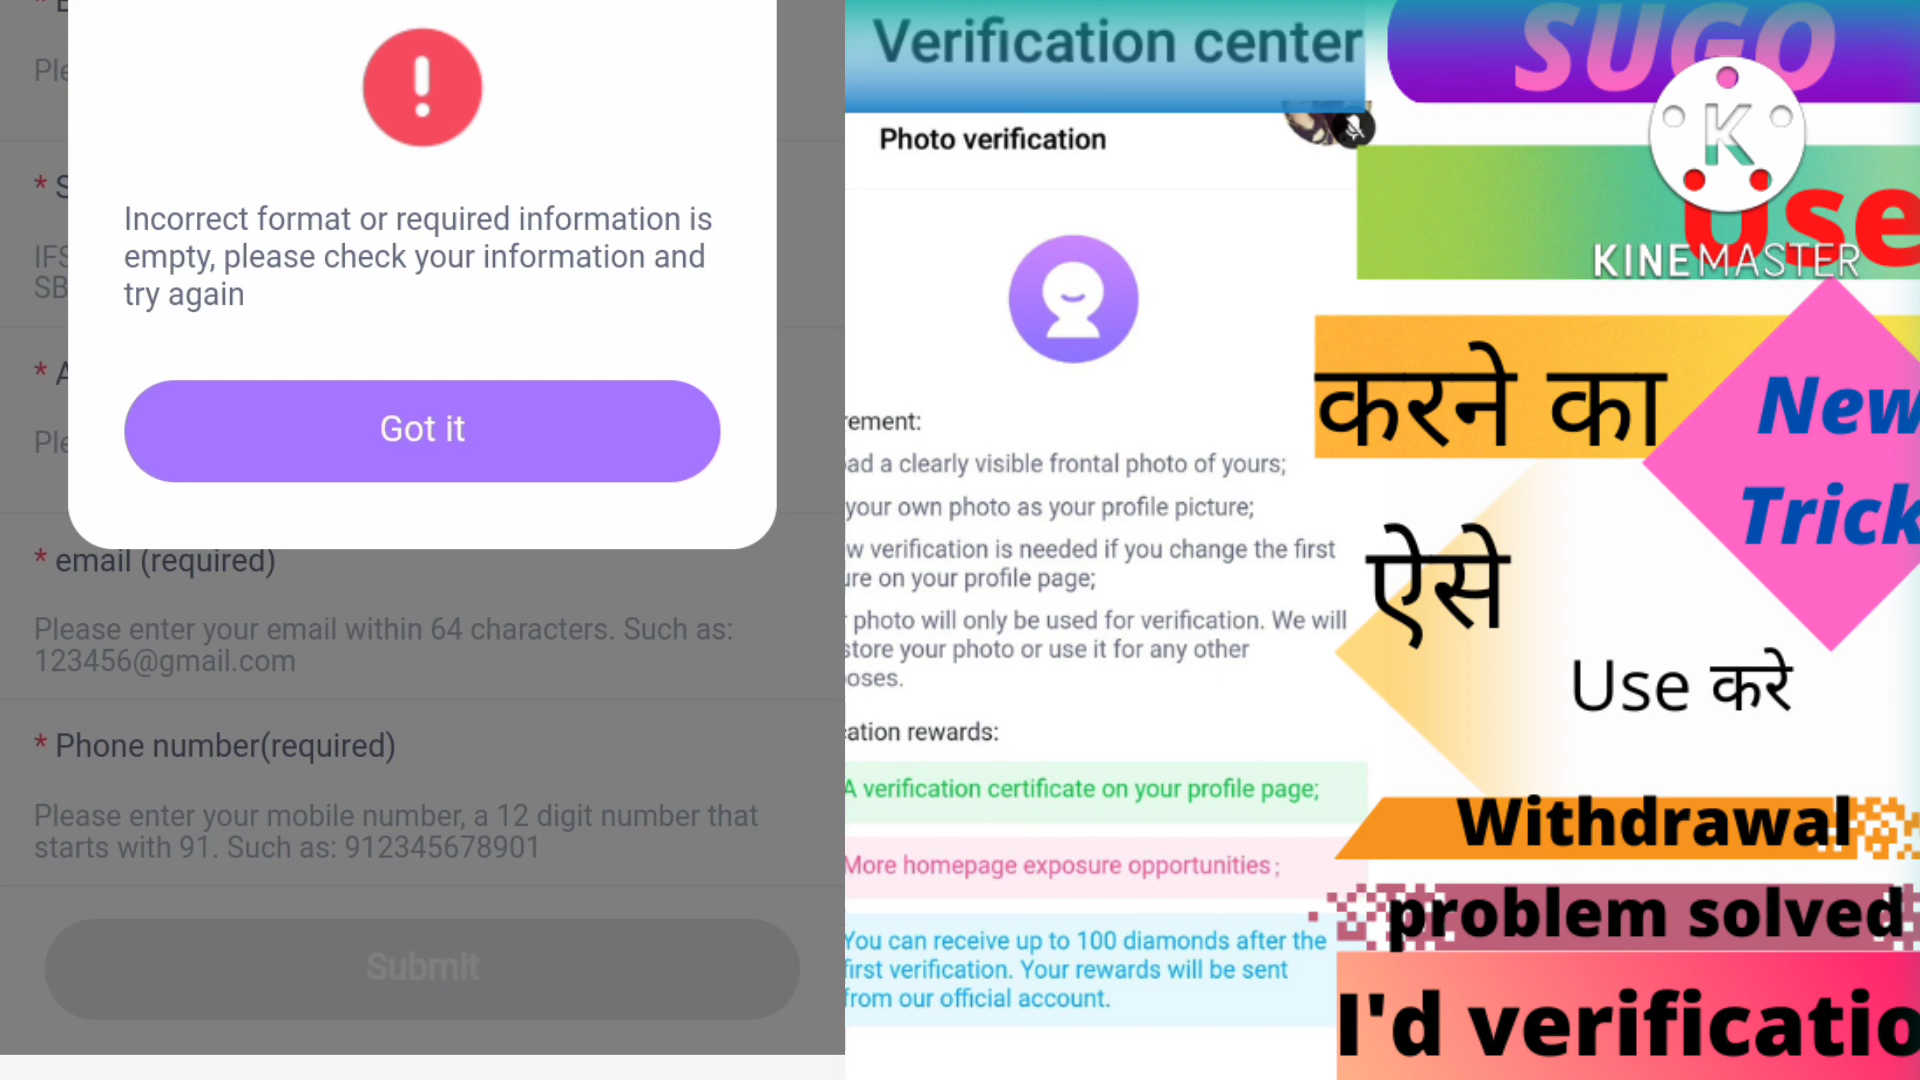 Incorrect format or required information is
empty, please check your information and
try again
Got it
* email (required)
Please enter your email within 64 characters. Such as:
123456@gmail.com
* Phone number(required)
Please enter your mobile number, a 12 digit number that
starts with 91. Such as: 912345678901
Submit
Verification center
Photo verification
ement:
ad a clearly visible frontal photo of yours;
your own photo as your profile picture;
w verification is needed if you change the first
re on your profile page;
photo will only be used for verification. We will
store your photo or use it for any other
oses.
ation rewards:
A verification certificate on your profile page;
More homepage exposure opportunities;
You can receive up to 100 diamonds after the
first verification. Your rewards will be sent
from our official account.
SUGO
K
Use
KINEMASTER
करने का
New
Trick
ऐसे
Use करे
Withdrawal
problem solved
I'd verificatio